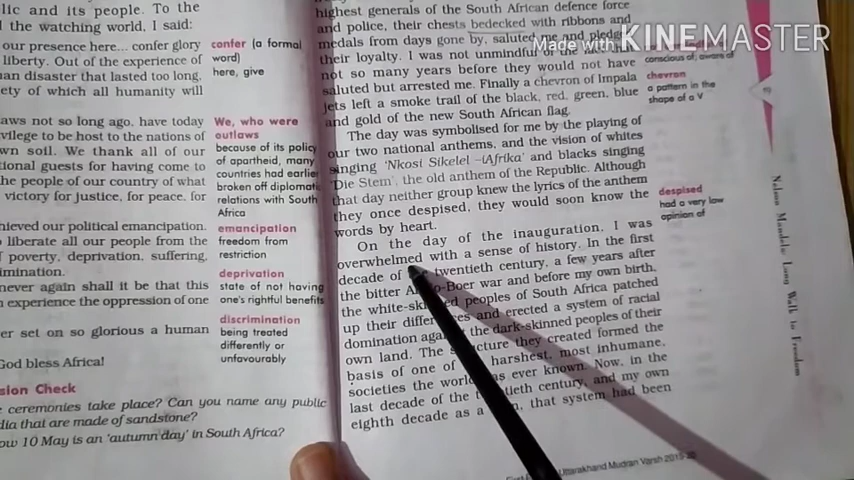 lic and its people. To the
the watching world, I said:
our presence here... confer glory
liberty. Out of the experience of
an disaster that lasted too long,
ety of which all humanity will
aws not so long ago, have today
vilege to be host to the nations of
wn soil. We thank all of our
tional guests for having come to
he people of our country of what
victory for justice, for peace, for
hieved our political emancipation.
o liberate all our people from the
f poverty, deprivation, suffering,
imination.
never again shall it be that this
n experience the oppression of one
er set on so glorious a human
God bless Africa!
sion Check
ceremonies take place? Can you name any public
dia that are made of sandstone?
ow 10 May is an 'autumn day' in South Africa?
confer (a formal
word)
here, give
We, who were
outlaws
because of its policy
of apartheid, many
countries had earlier
broken off diplomatic
relations with South
Africa
emancipation
freedom from
restriction
deprivation
state of not having
one's rightful benefits
discrimination
being treated
differently or
unfavourably
highest generals of the South African defence force
and police, their chests bedecked with ribbons and
medals from days gone by, saluted me and pledged
their loyalty. I was not unmindful of the
not so many years before they would not have
saluted but arrested me. Finally a chevron of Impala
jets left a smoke trail of the black, red, green, blue
and gold of the new South African flag.
The day was symbolised for me by the playing of
our two national anthems, and the vision of whites
singing 'Nkosi Sikelel –iAfrika' and blacks singing
'Die Stem', the old anthem of the Republic. Although
that day neither group knew the lyrics of the anthem
they once despised, they would soon know the
words by heart.
On the day of the inauguration, I was
overwhelmed with a sense of history. In the first
decade of twentieth century, a few years after
the bitter Boer war and before my own birth,
the white-skinned peoples of South Africa patched
up their differences and erected a system of racial
domination against the dark-skinned peoples of their
own land. The structure they created formed the
basis of one of harshest, most inhumane,
societies the world has ever known. Now, in the
last decade of the twentieth century, and my own
eighth decade as a that system had been
conscious of, aware of
chevron
a pattern in the
shape of a V
despised
had a very low
opinion of
Nelson Mandela: Long Walk to Freedom
Uttarakhand Mudran Varsh
Made with KINEMASTER